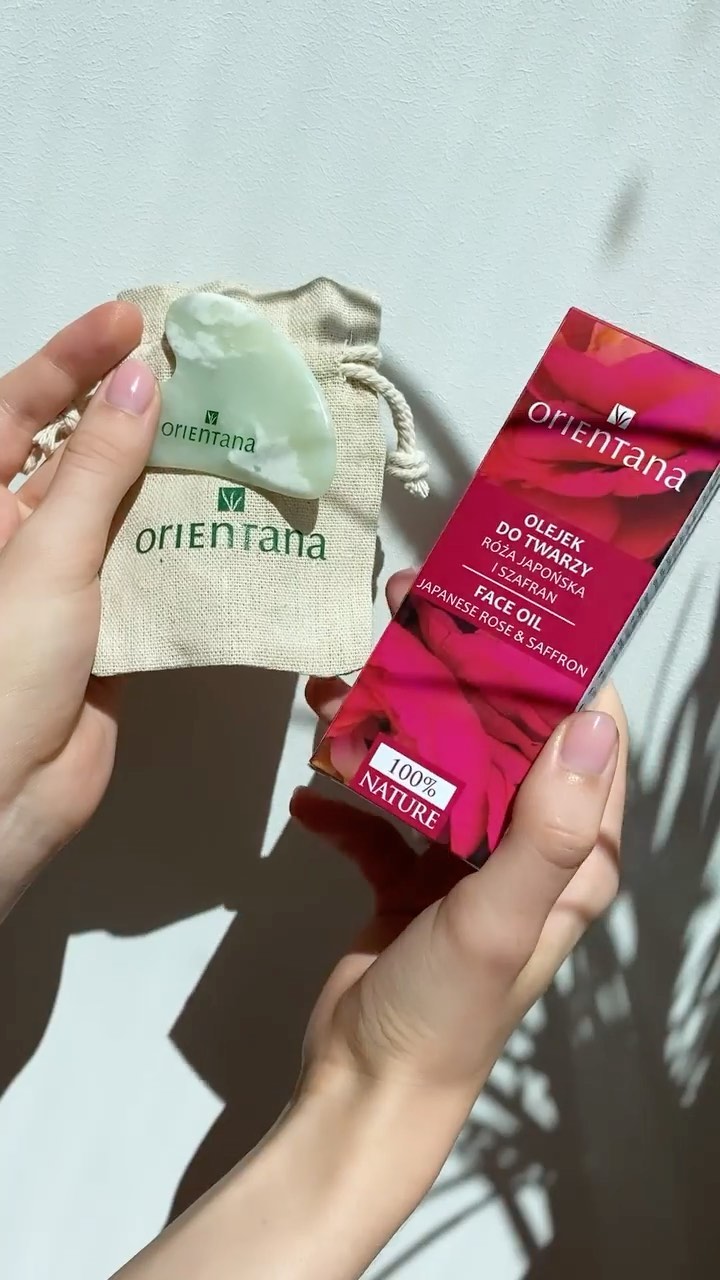 ORIENTana
ORIENTana
ORIENTana
OLEJEK
DO TWARZY
RÓŻA JAPOŃSKA
I SZAFRAN
FACE OIL
JAPANESE ROSE & SAFFRON
100%
NATURE